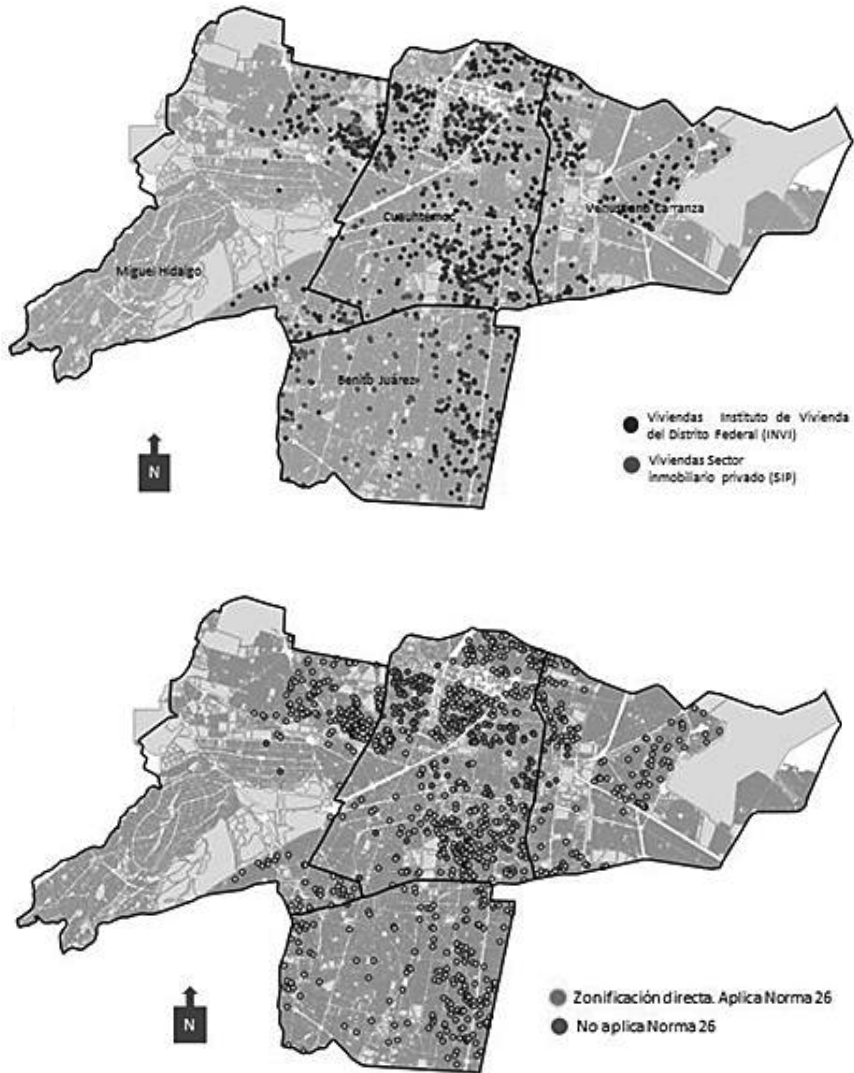 Cuauhtemoc
Venustiano Carranza
Miguel Hidalgo
Benito Juárez
Viviendas Instituto de Vivienda
del Distrito Federal (INVI)
Viviendas Sector
inmobiliario privado (SIP)
N
Zonificación directa. Aplica Norma 26
No aplica Norma 26
N